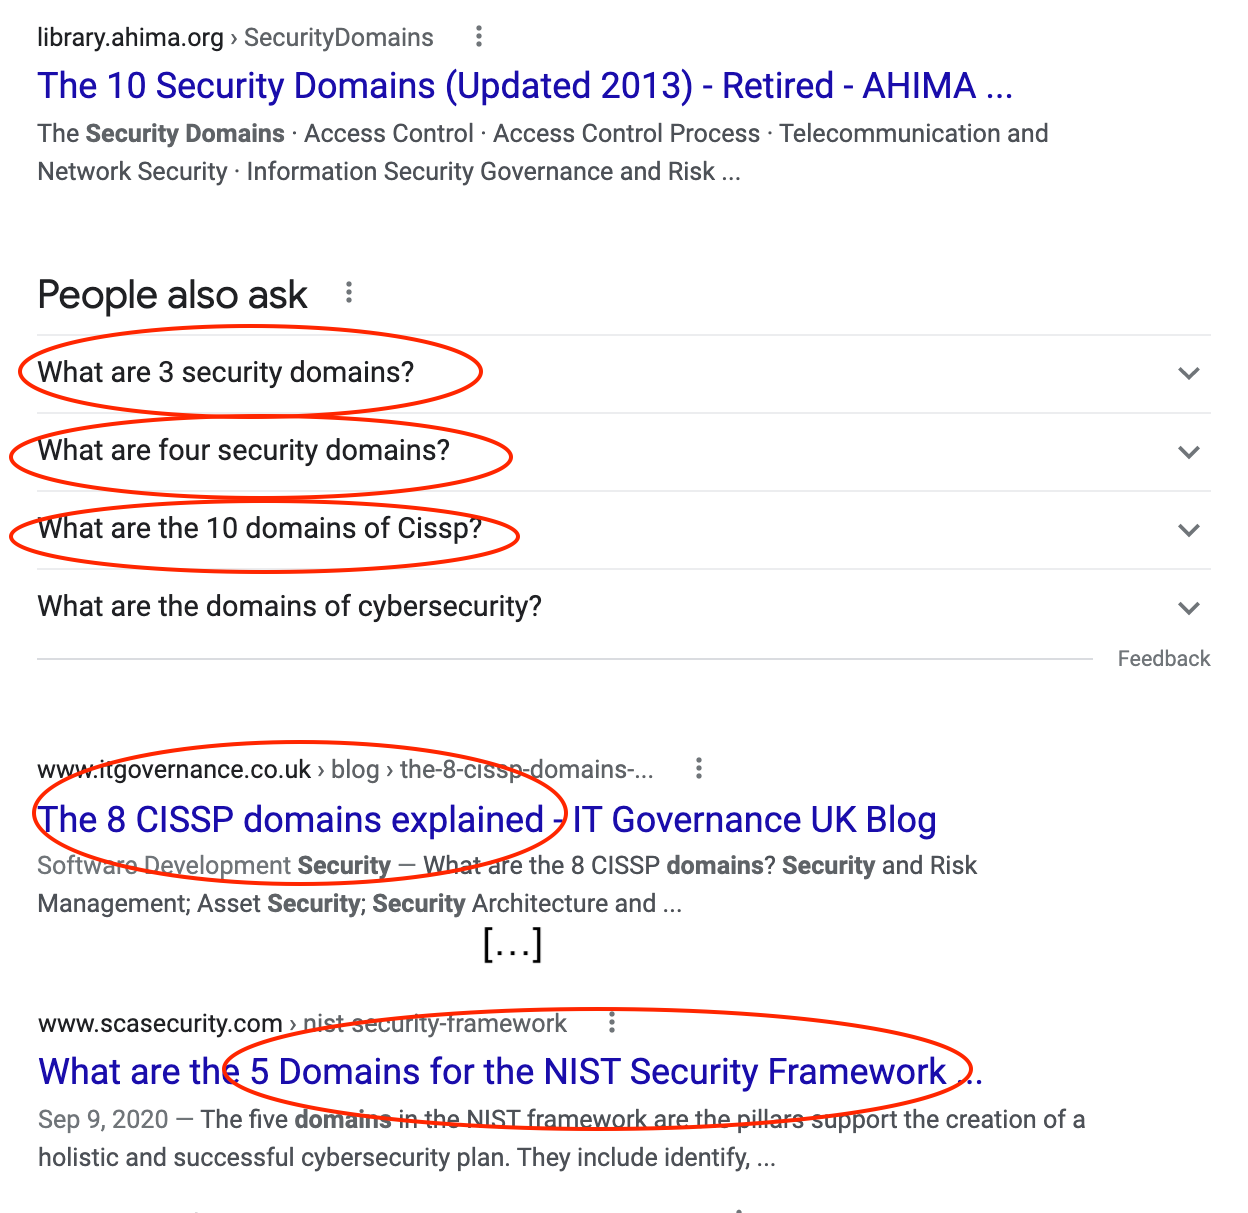 library.ahima.org › SecurityDomains
The 10 Security Domains (Updated 2013) - Retired - AHIMA ...
The Security Domains · Access Control · Access Control Process · Telecommunication and
Network Security · Information Security Governance and Risk ...
People also ask
What are 3 security domains?
What are four security domains?
What are the 10 domains of Cissp?
What are the domains of cybersecurity?
Feedback
www.itgovernance.co.uk › blog › the-8-cissp-domains-...
The 8 CISSP domains explained - IT Governance UK Blog
Software Development Security — What are the 8 CISSP domains? Security and Risk
Management; Asset Security; Security Architecture and ...
[...]
www.scasecurity.com › nist-security-framework
What are the 5 Domains for the NIST Security Framework ...
Sep 9, 2020 — The five domains in the NIST framework are the pillars support the creation of a
holistic and successful cybersecurity plan. They include identify, ...